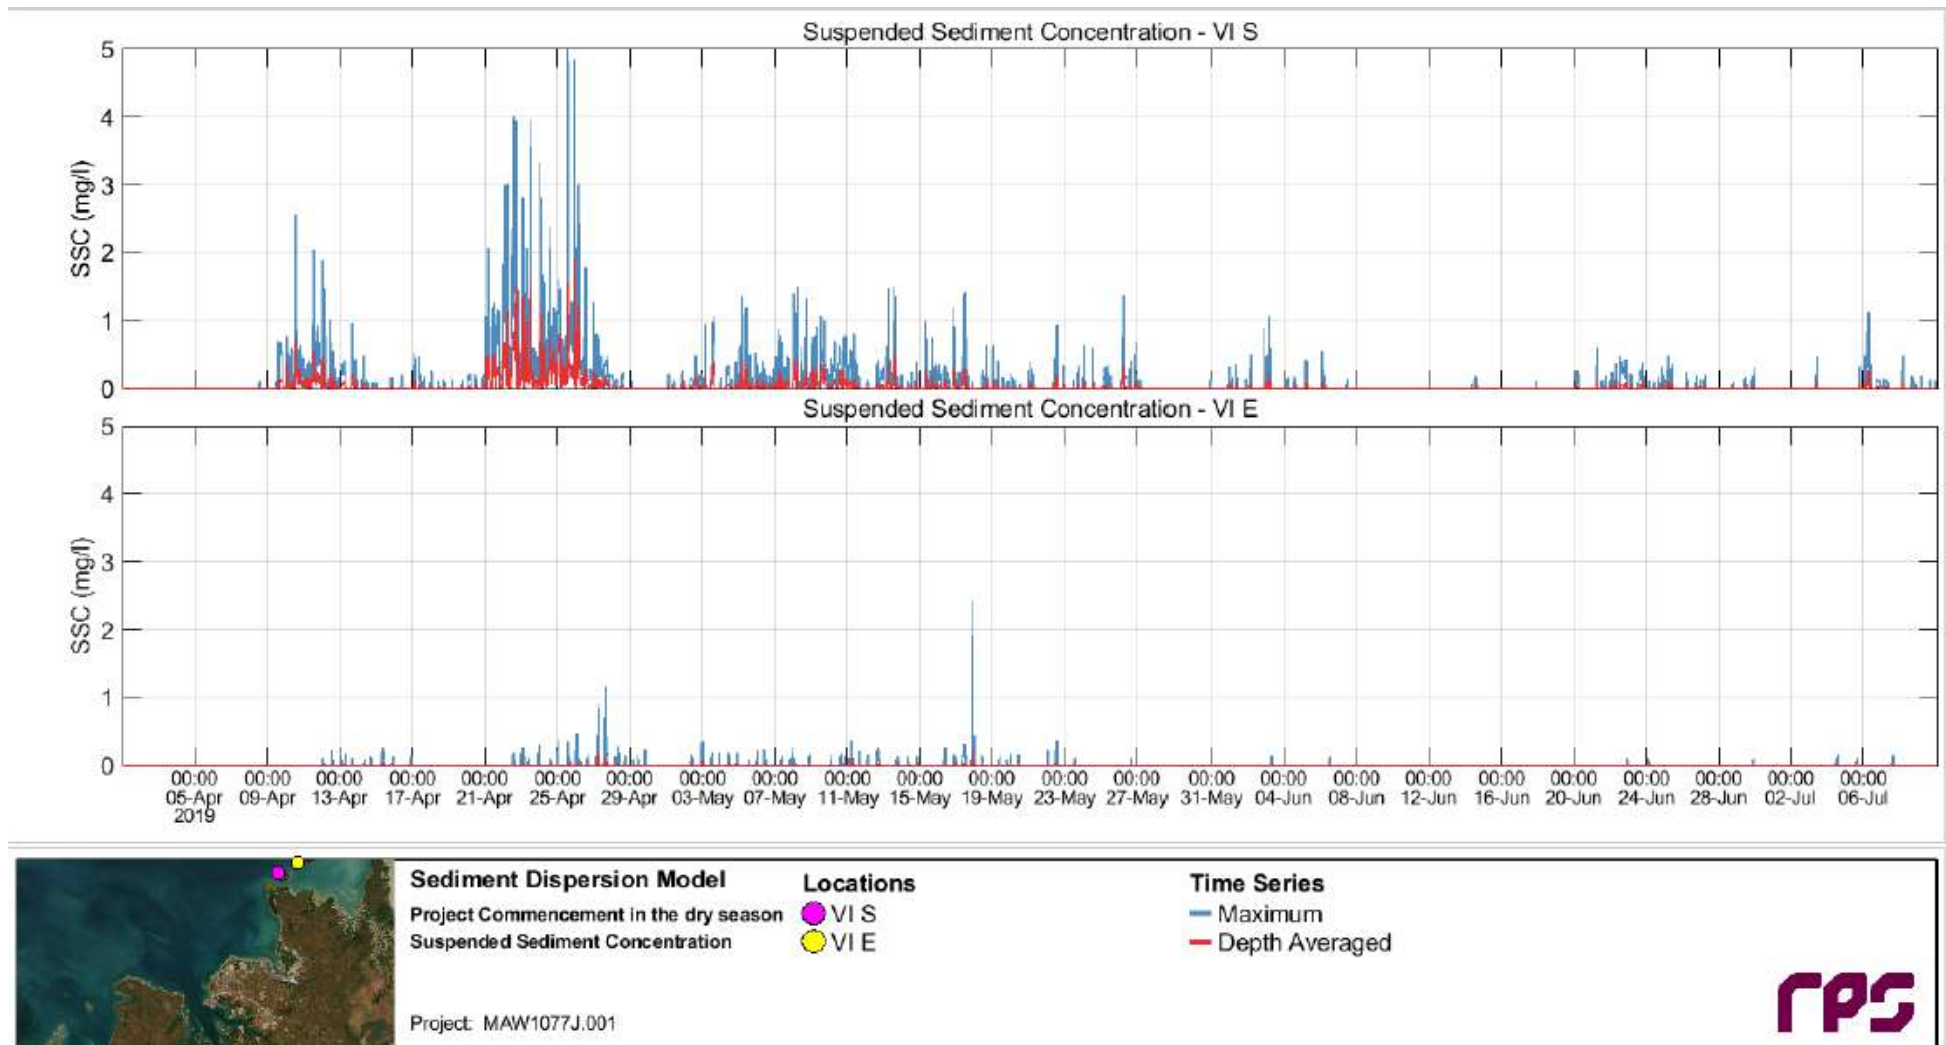 Suspended Sediment Concentration - VI S
5
4
3
2
1
0
SSC (mg/l)
Suspended Sediment Concentration - VI E
5
4
3
2
1
0
SSC (mg/l)
00:00 00:00 00:00 00:00 00:00 00:00 00:00 00:00 00:00 00:00 00:00 00:00 00:00 00:00 00:00 00:00 00:00 00:00 00:00 00:00 00:00 00:00 00:00 00:00
05-Apr 09-Apr 13-Apr 17-Apr 21-Apr 25-Apr 29-Apr 03-May 07-May 11-May 15-May 19-May 23-May 27-May 31-May 04-Jun 08-Jun 12-Jun 16-Jun 20-Jun 24-Jun 28-Jun 02-Jul 06-Jul
2019
Sediment Dispersion Model
Project Commencement in the dry season
Suspended Sediment Concentration
Project: MAW1077J.001
Locations
VI S
VI E
Time Series
Maximum
Depth Averaged
rps